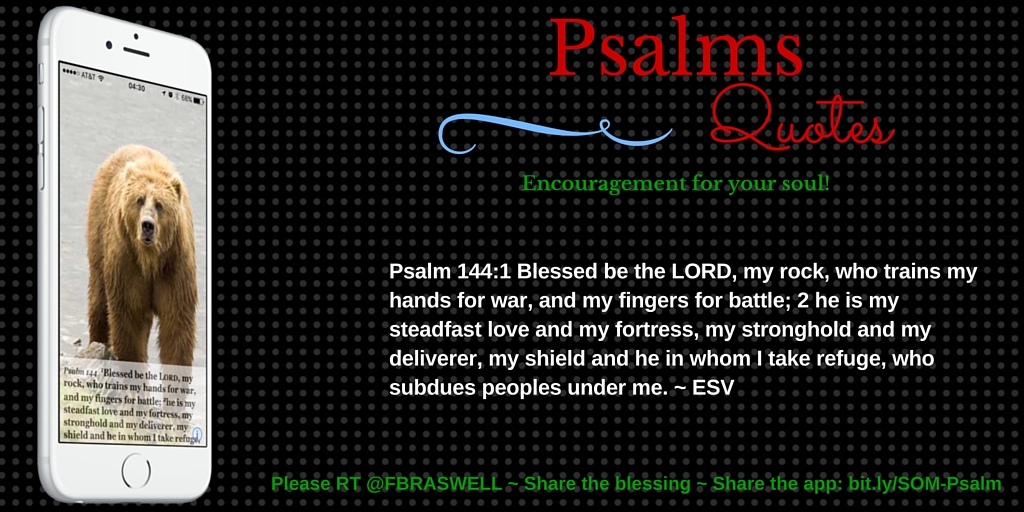 AT&T
04:30
68%
Psalm 144. ¹Blessed be the LORD, my
rock, who trains my hands for war,
and my fingers for battle; ²he is my
steadfast love and my fortress, my
stronghold and my deliverer, my
shield and he in whom I take refuge,
Psalms
Quotes
Encouragement for your soul!
Psalm 144:1 Blessed be the LORD, my rock, who trains my
hands for war, and my fingers for battle; 2 he is my
steadfast love and my fortress, my stronghold and my
deliverer, my shield and he in whom I take refuge, who
subdues peoples under me. ~ ESV
Please RT @FBRASWELL ~ Share the blessing ~ Share the app: bit.ly/SOM-Psalm